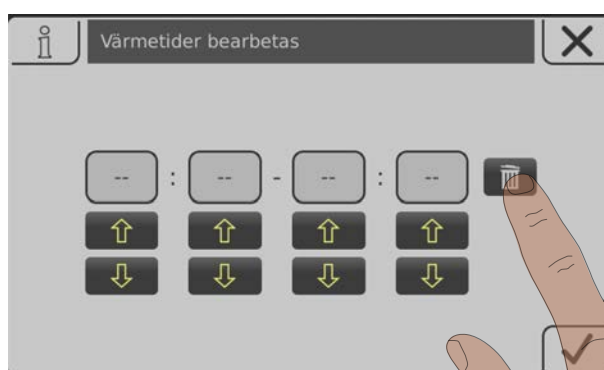 Värmetider bearbetas
-- : -- - -- : --